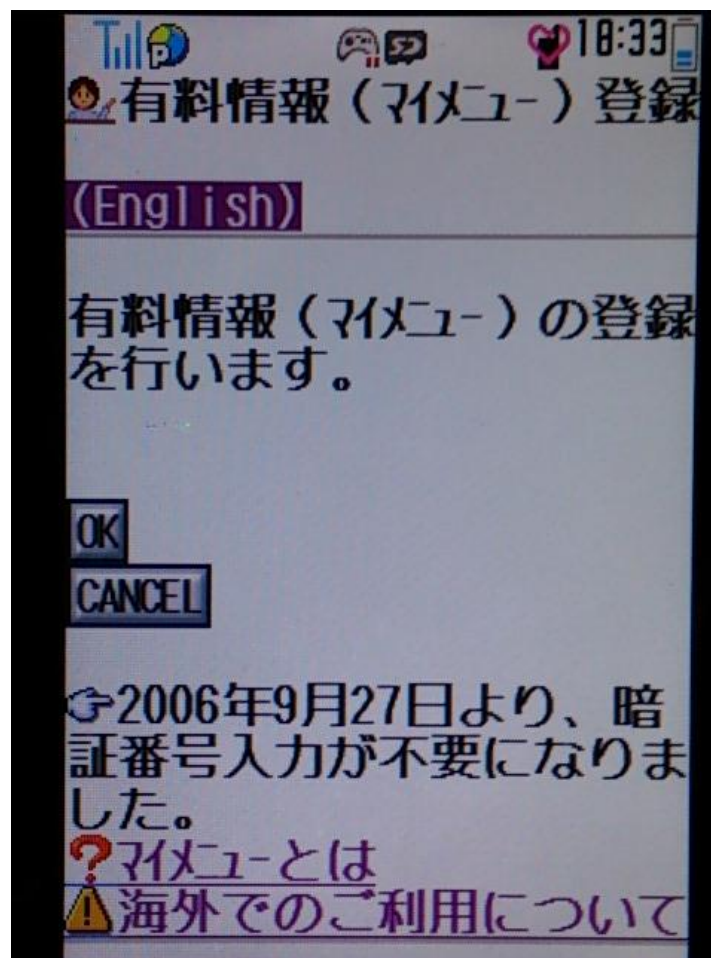 18:33
有料情報（ﾏｲﾒﾆｭｰ）登録
(English)
有料情報（ﾏｲﾒﾆｭｰ）の登録
を行います。
OK
CANCEL
2006年9月27日より、暗
証番号入力が不要になりま
した。
ﾏｲﾒﾆｭｰとは
海外でのご利用について